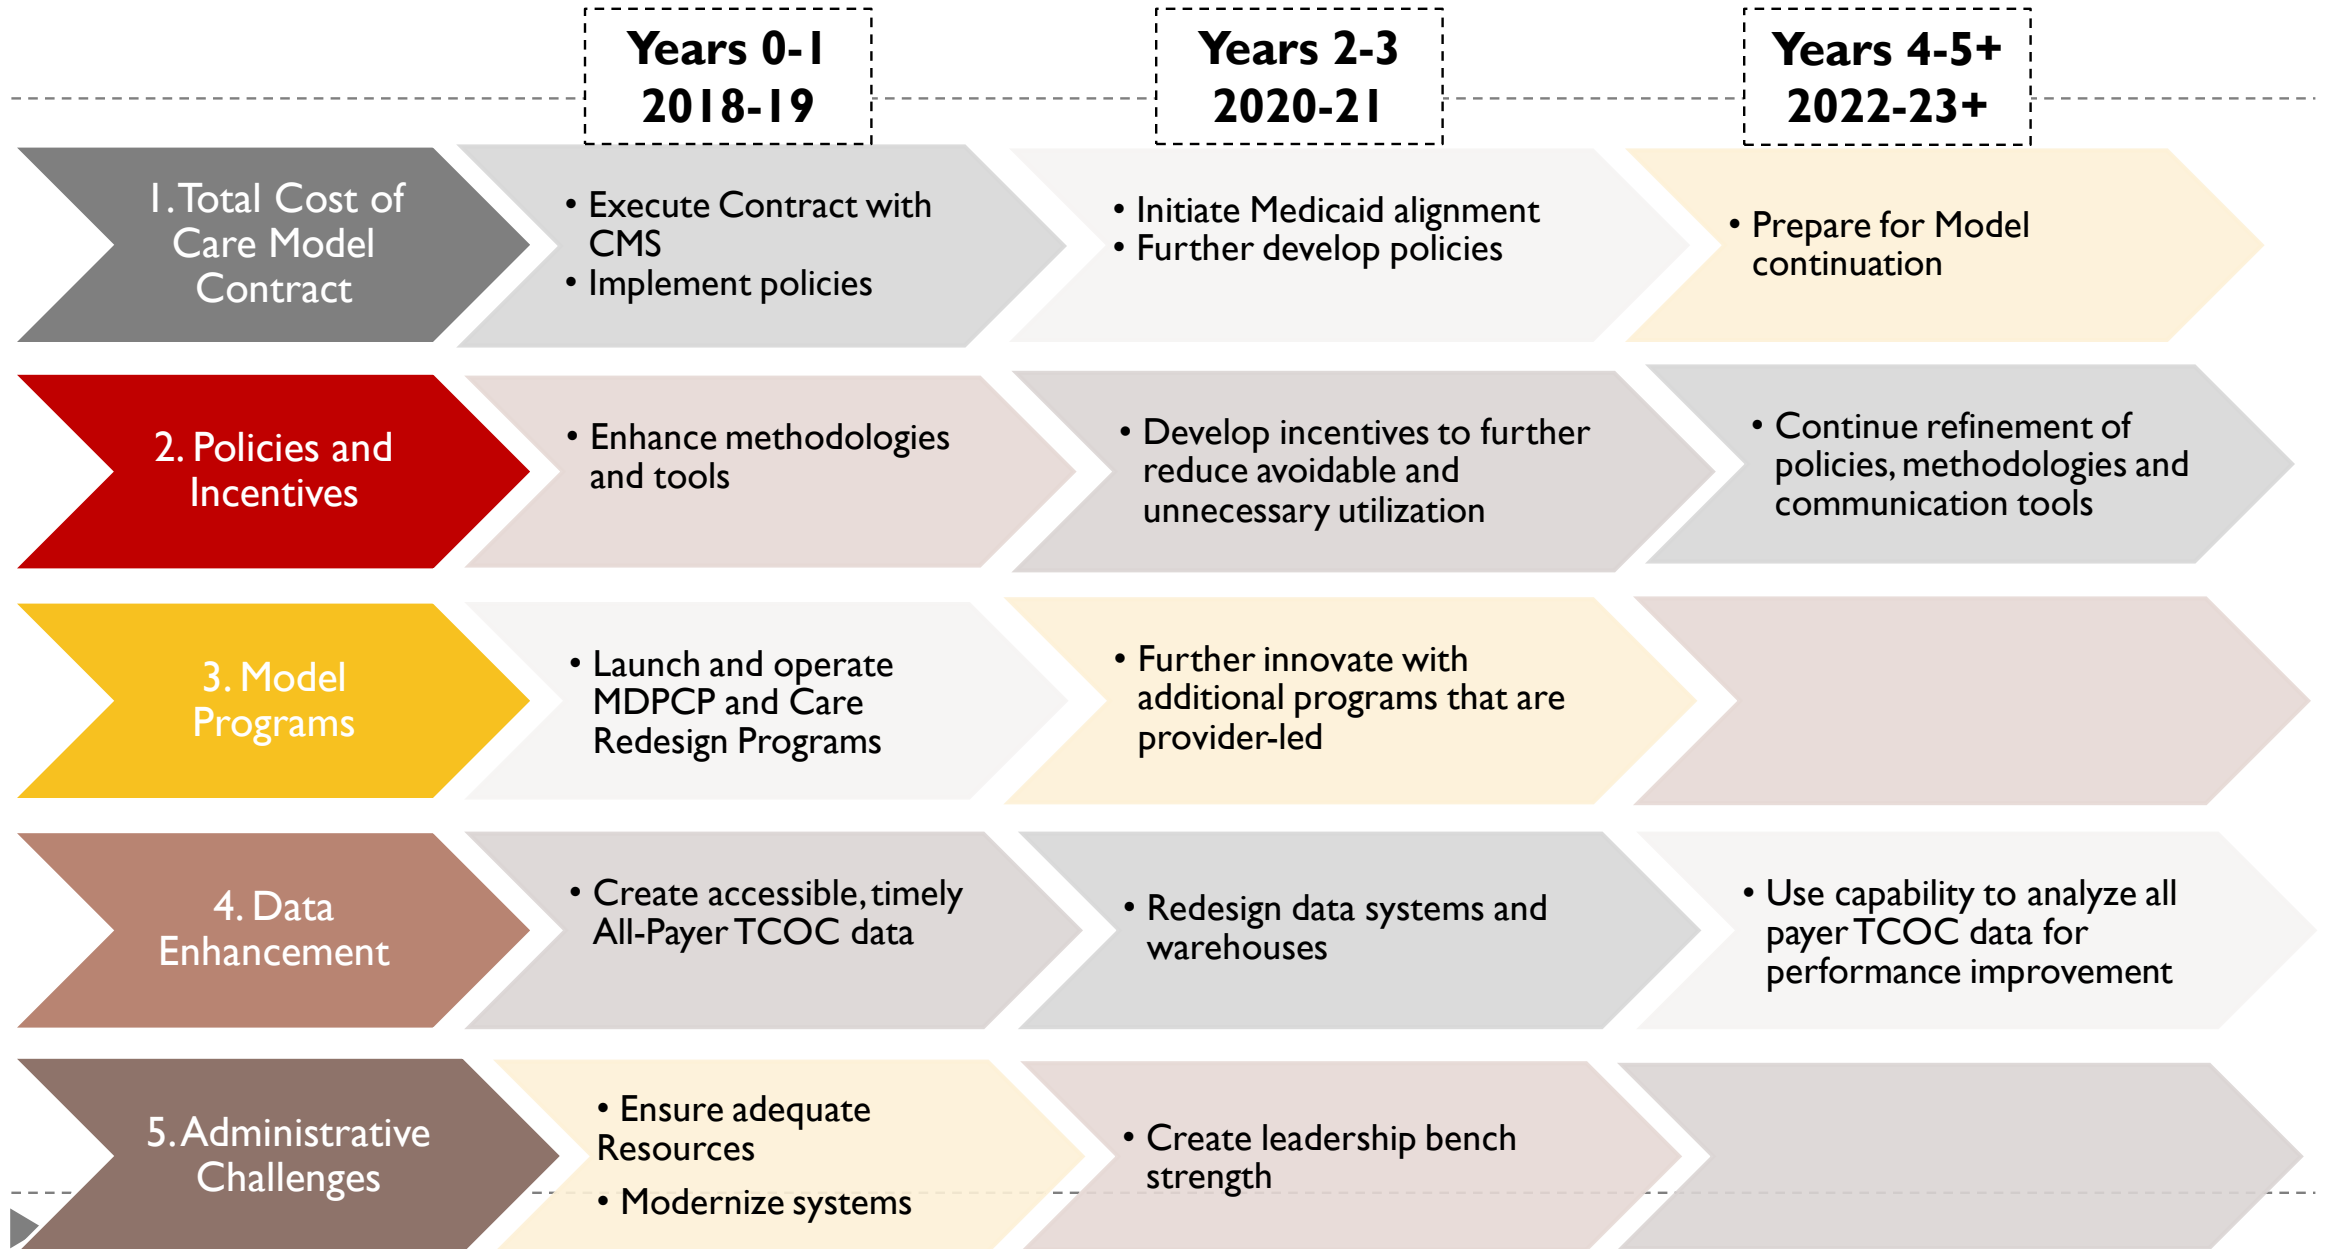 Years 0-1
2018-19
Years 2-3
2020-21
Years 4-5+
2022-23+
1. Total Cost of
Care Model
Contract
• Execute Contract with
CMS
• Implement policies
• Initiate Medicaid alignment
• Further develop policies
• Prepare for Model
continuation
2. Policies and
Incentives
• Enhance methodologies
and tools
• Develop incentives to further
reduce avoidable and
unnecessary utilization
• Continue refinement of
policies, methodologies and
communication tools
3. Model
Programs
• Launch and operate
MDPCP and Care
Redesign Programs
• Further innovate with
additional programs that are
provider-led
4. Data
Enhancement
• Create accessible, timely
All-Payer TCOC data
• Redesign data systems and
warehouses
• Use capability to analyze all
payer TCOC data for
performance improvement
5. Administrative
Challenges
• Ensure adequate
Resources
• Modernize systems
• Create leadership bench
strength